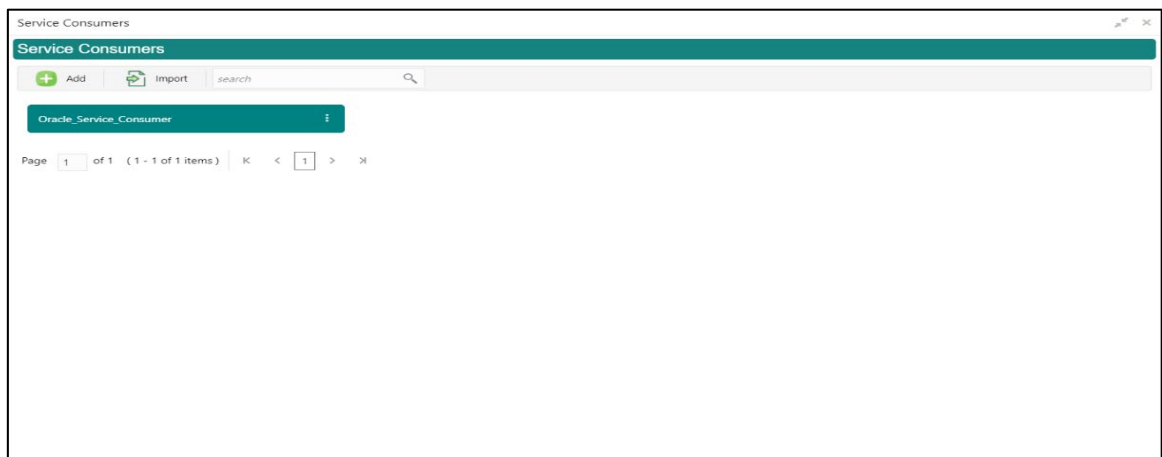 Service Consumers
Service Consumers
Add Import search
Oracle_Service_Consumer
Page 1 of 1 ( 1 - 1 of 1 items ) 1